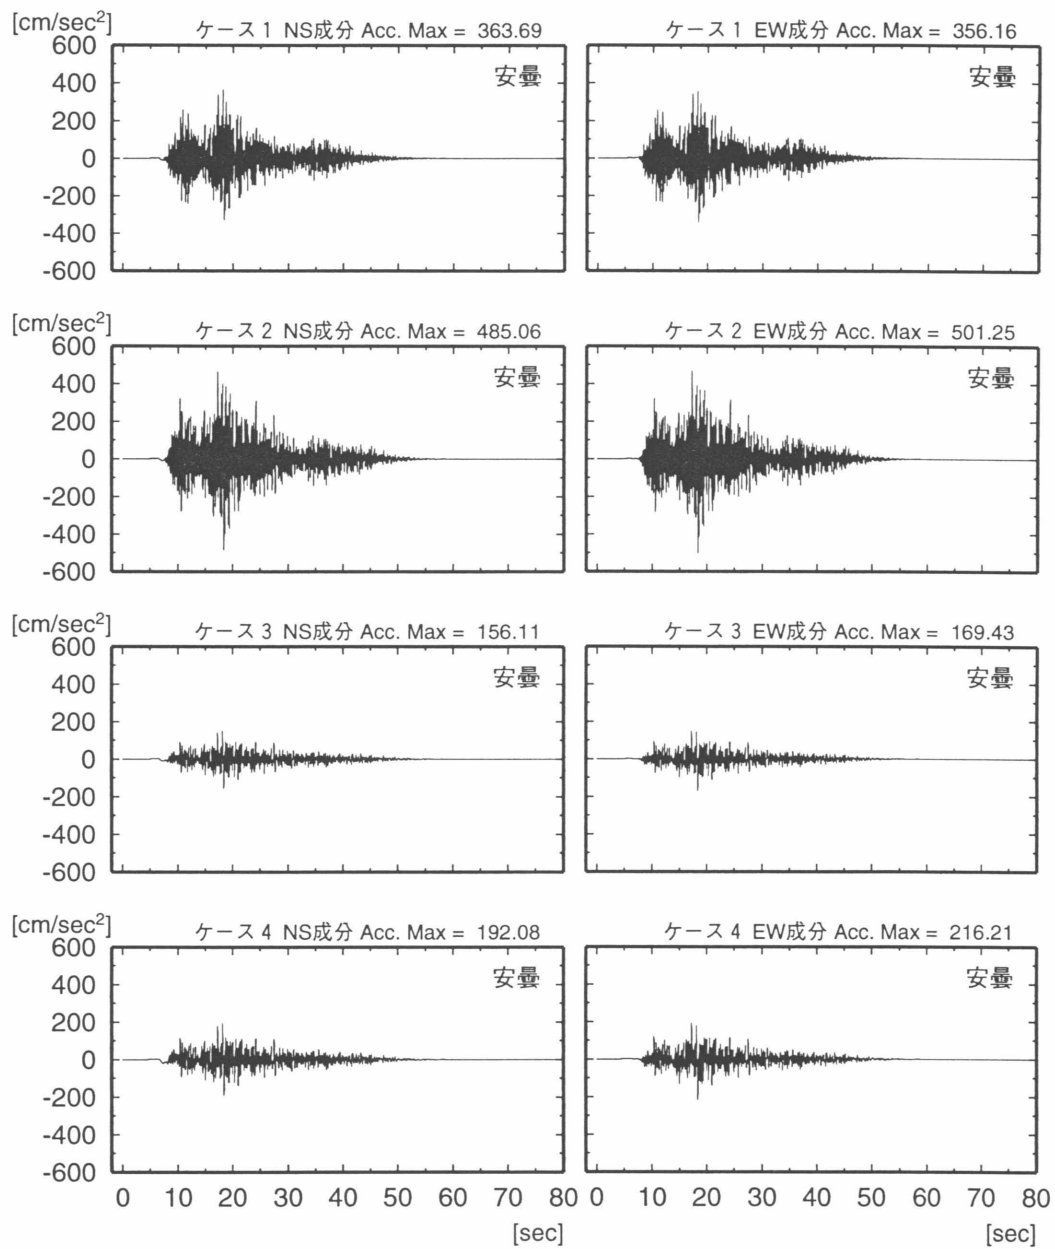 [cm/sec2] ケース1 NS成分 Acc. Max = 363.69 ケース1 EW成分 Acc. Max = 356.16
600
安曇 安曇
400
200
0
-200
-400
-600
[cm/sec2] ケース2 NS成分 Acc. Max = 485.06 ケース2 EW成分 Acc. Max = 501.25
600
安曇 安曇
400
200
0
-200
-400
-600
[cm/sec2] ケース3 NS成分 Acc. Max = 156.11 ケース3 EW成分 Acc. Max = 169.43
600
安曇 安曇
400
200
0
-200
-400
-600
[cm/sec2] ケース4 NS成分 Acc. Max = 192.08 ケース4 EW成分 Acc. Max = 216.21
600
安曇 安曇
400
200
0
-200
-400
-600
0 10 20 30 40 50 60 70 80 0 10 20 30 40 50 60 70 80
[sec] [sec]